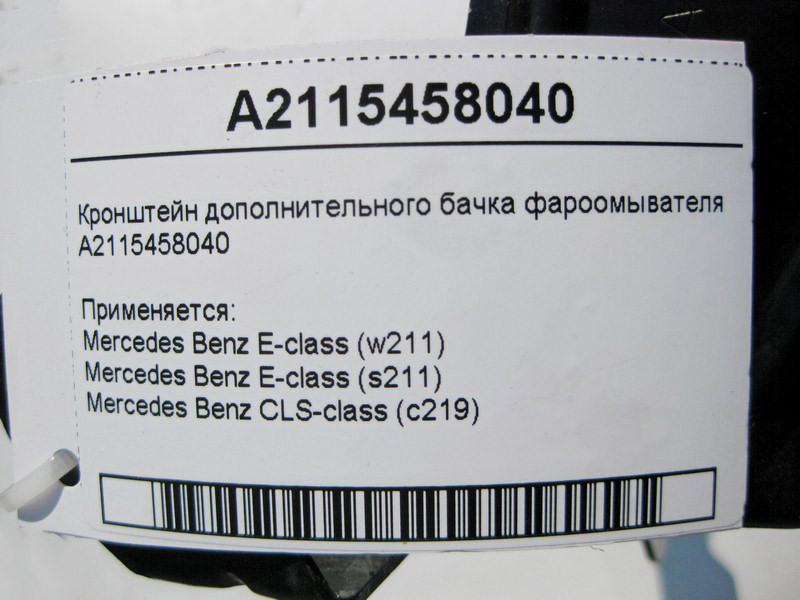 A2115458040
Кронштейн дополнительного бачка фароомывателя
A2115458040
Применяется:
Mercedes Benz E-class (w211)
Mercedes Benz E-class (s211)
Mercedes Benz CLS-class (c219)